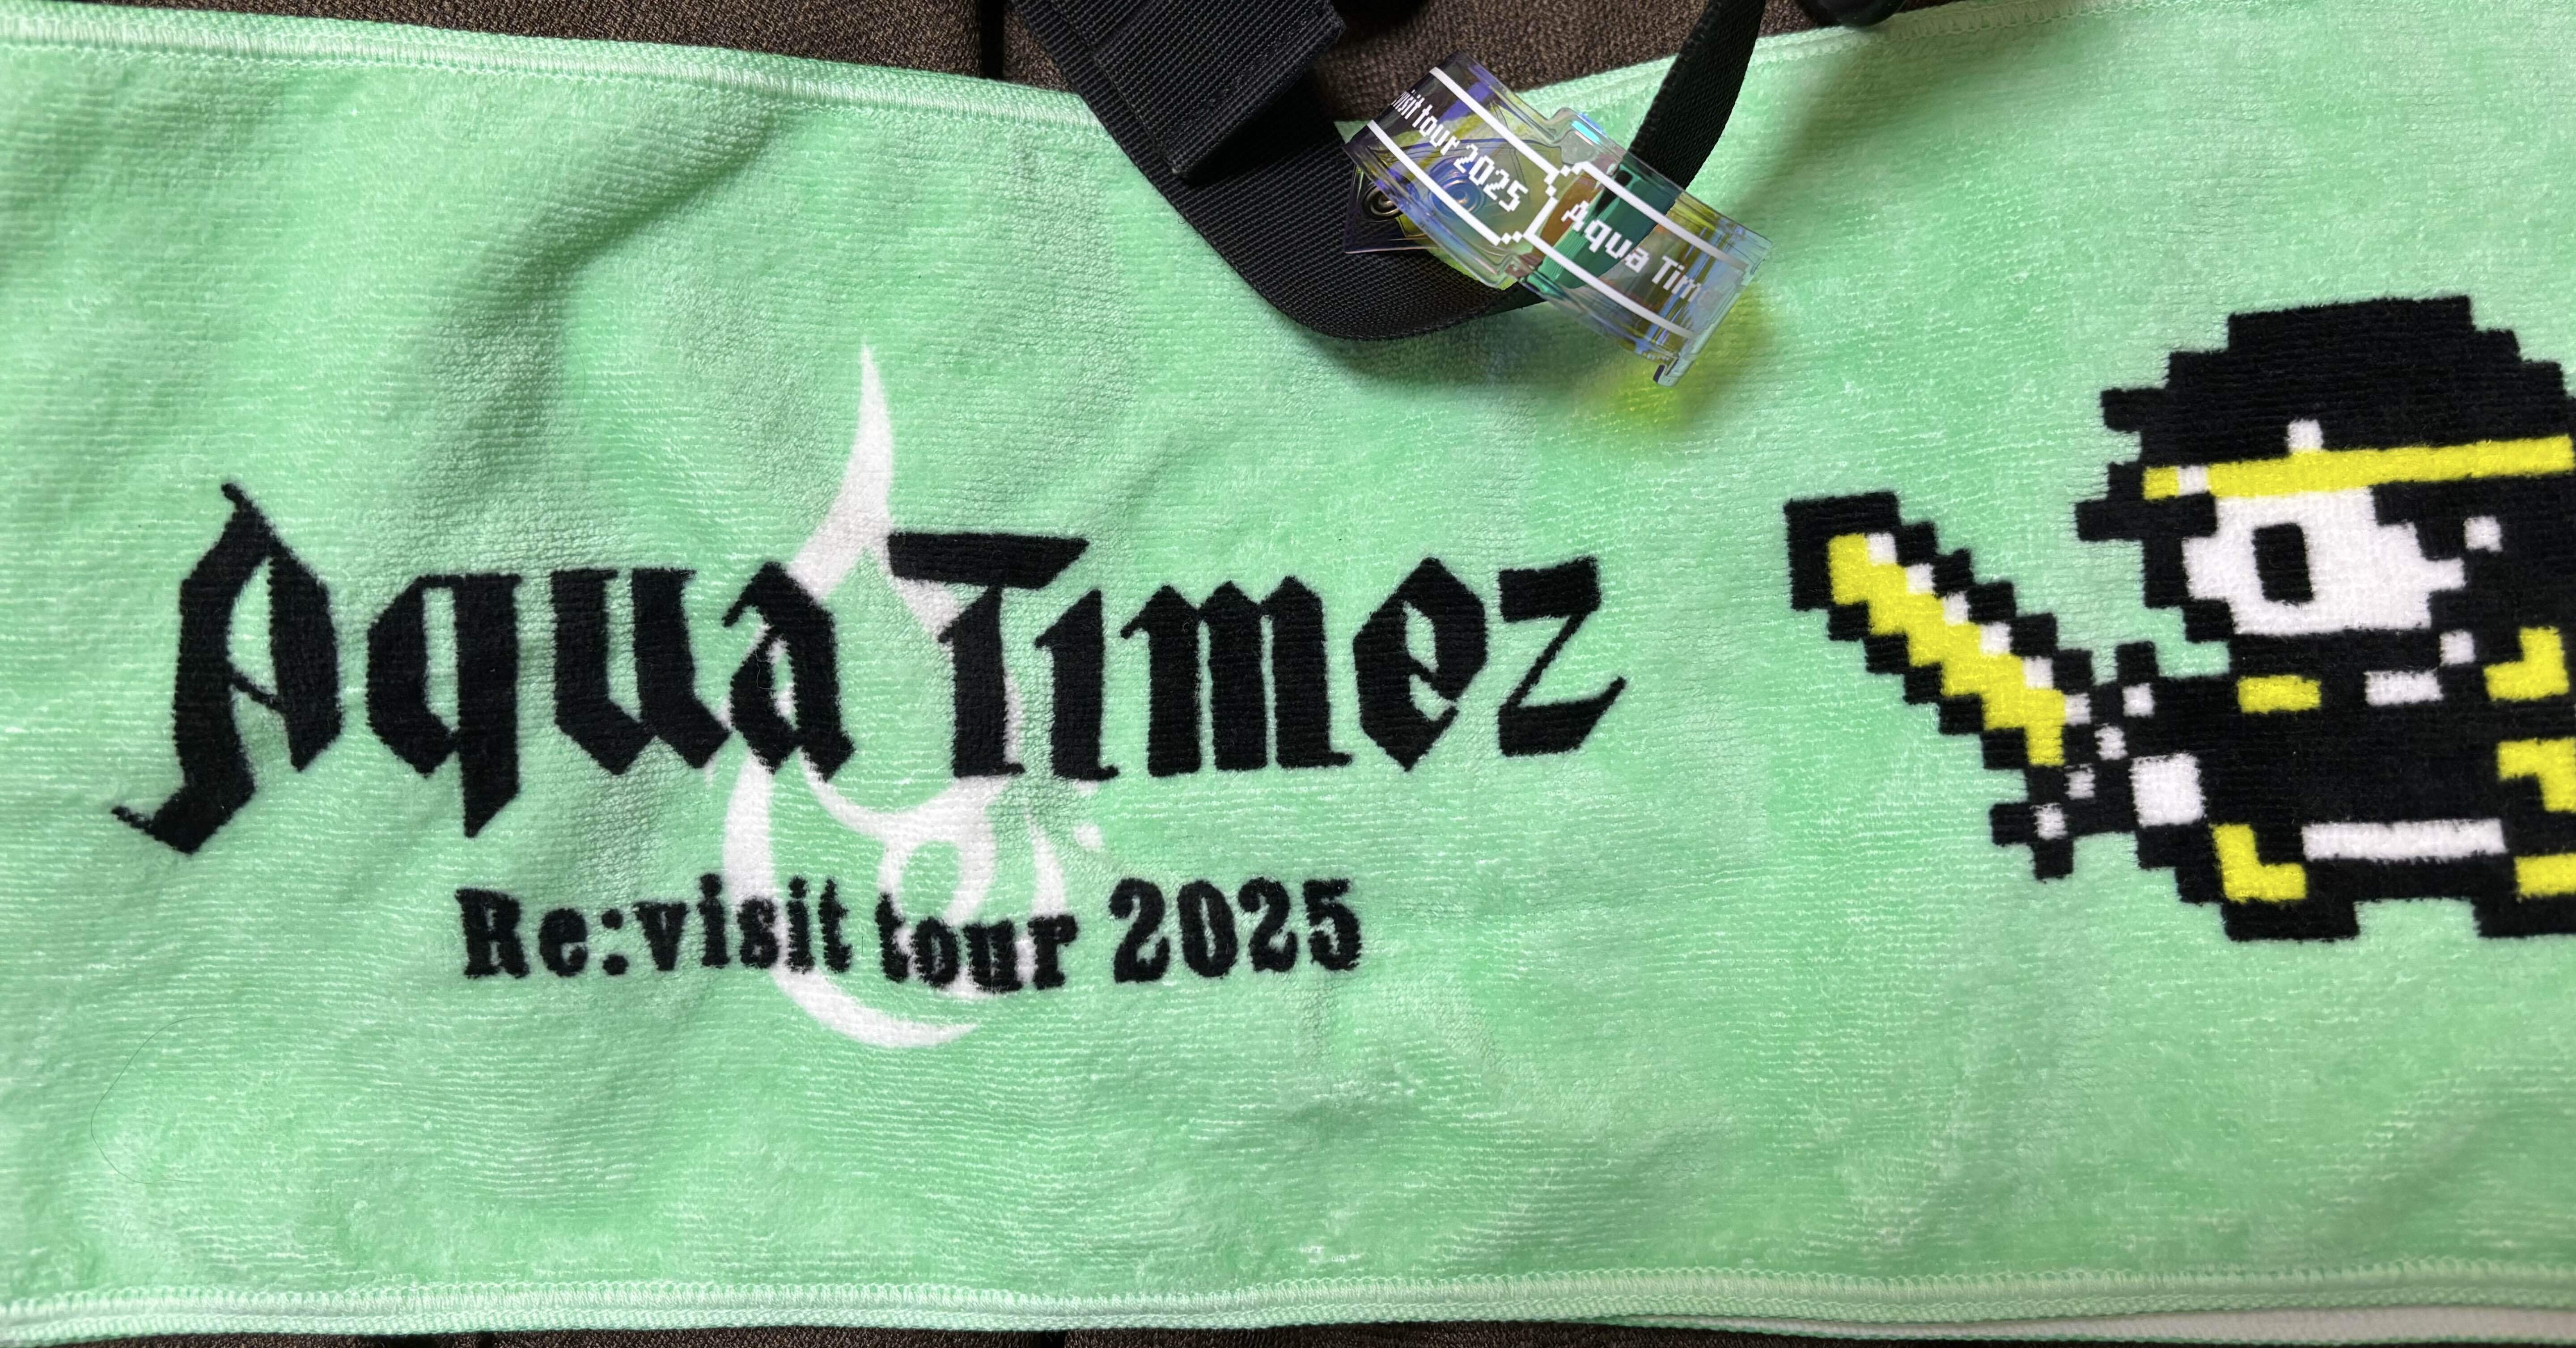 visit tour 2025
Aqua Tim
Aqua Timez
Re:visit tour 2025